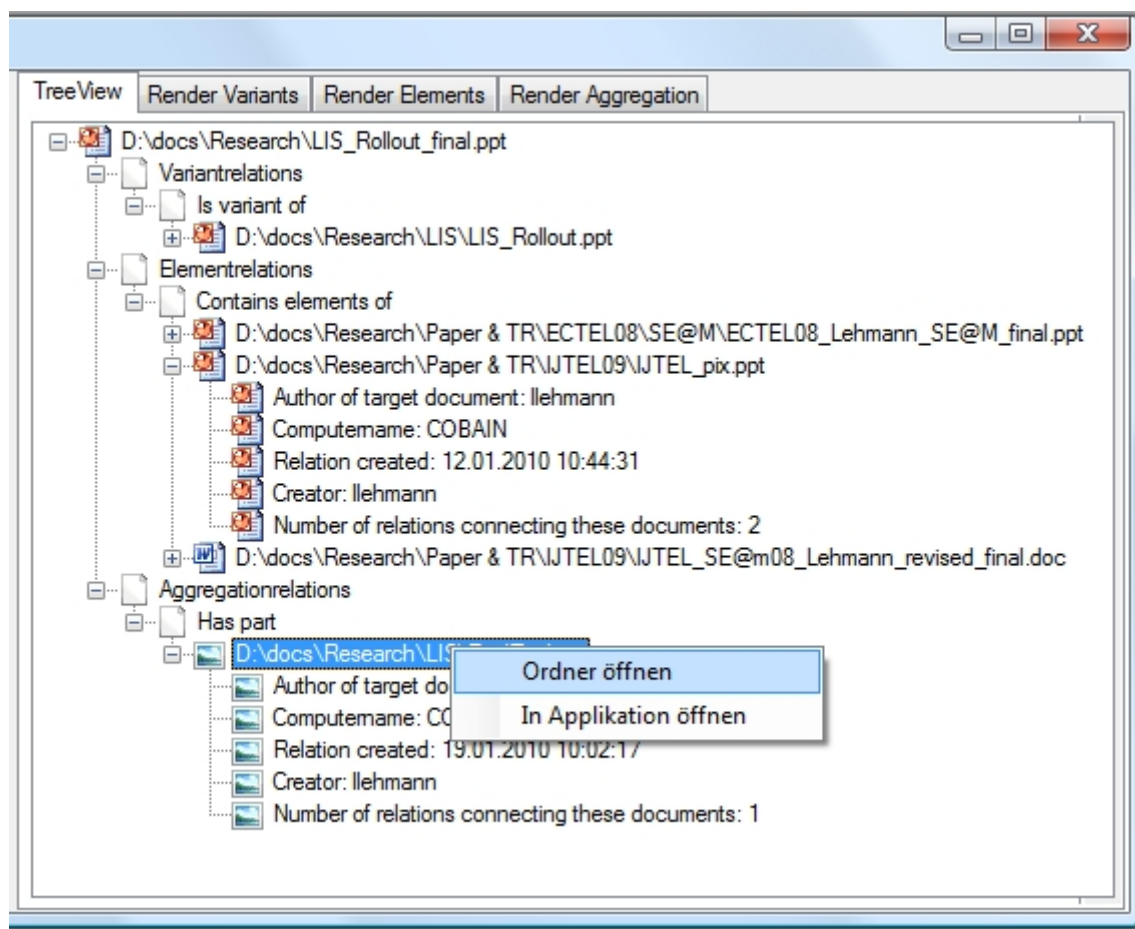 TreeView Render Variants Render Elements Render Aggregation
D:\docs\Research\LIS_Rollout_final.ppt
Variantrelations
Is variant of
D:\docs\Research\LIS\LIS_Rollout.ppt
Elementrelations
Contains elements of
D:\docs\Research\Paper & TR\ECTEL08\SE@M\ECTEL08_Lehmann_SE@M_final.ppt
D:\docs\Research\Paper & TR\IJTEL09\IJTEL_pix.ppt
Author of target document: llehmann
Computername: COBAIN
Relation created: 12.01.2010 10:44:31
Creator: llehmann
Number of relations connecting these documents: 2
D:\docs\Research\Paper & TR\IJTEL09\IJTEL_SE@m08_Lehmann_revised_final.doc
Aggregationrelations
Has part
D:\docs\Research\LIS
Ordner öffnen
Author of target do
In Applikation öffnen
Computername: CO
Relation created: 19.01.2010 10:02:17
Creator: llehmann
Number of relations connecting these documents: 1